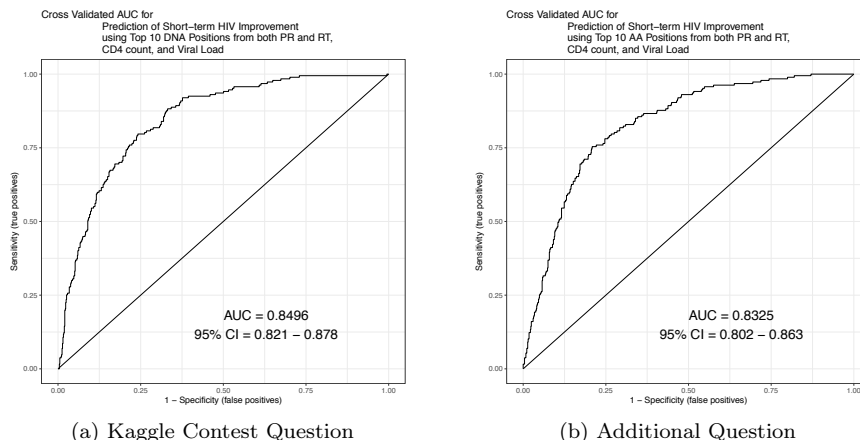 Cross Validated AUC for
Prediction of Short−term HIV Improvement
using Top 10 DNA Positions from both PR and RT,
CD4 count, and Viral Load
1.00
0.75
0.50
0.25
0.00
Sensitivity (true positives)
AUC = 0.8496
95% CI = 0.821 − 0.878
0.00 0.25 0.50 0.75 1.00
1 − Specificity (false positives)
(a) Kaggle Contest Question
Cross Validated AUC for
Prediction of Short−term HIV Improvement
using Top 10 AA Positions from both PR and RT,
CD4 count, and Viral Load
1.00
0.75
0.50
0.25
0.00
Sensitivity (true positives)
AUC = 0.8325
95% CI = 0.802 − 0.863
0.00 0.25 0.50 0.75 1.00
1 − Specificity (false positives)
(b) Additional Question